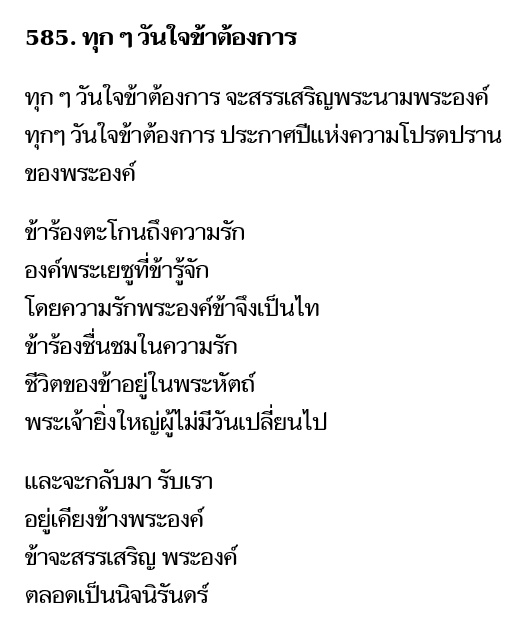 585. ทุก ๆ วันใจข้าต้องการ
ทุก ๆ วันใจข้าต้องการ จะสรรเสริญพระนามพระองค์
ทุกๆ วันใจข้าต้องการ ประกาศปีแห่งความโปรดปราน
ของพระองค์
ข้าร้องตะโกนถึงความรัก
องค์พระเยซูที่ข้ารู้จัก
โดยความรักพระองค์ข้าจึงเป็นไท
ข้าร้องชื่นชมในความรัก
ชีวิตของข้าอยู่ในพระหัตถ์
พระเจ้ายิ่งใหญ่ผู้ไม่มีวันเปลี่ยนไป
และจะกลับมา รับเรา
อยู่เคียงข้างพระองค์
ข้าจะสรรเสริญ พระองค์
ตลอดเป็นนิจนิรันดร์